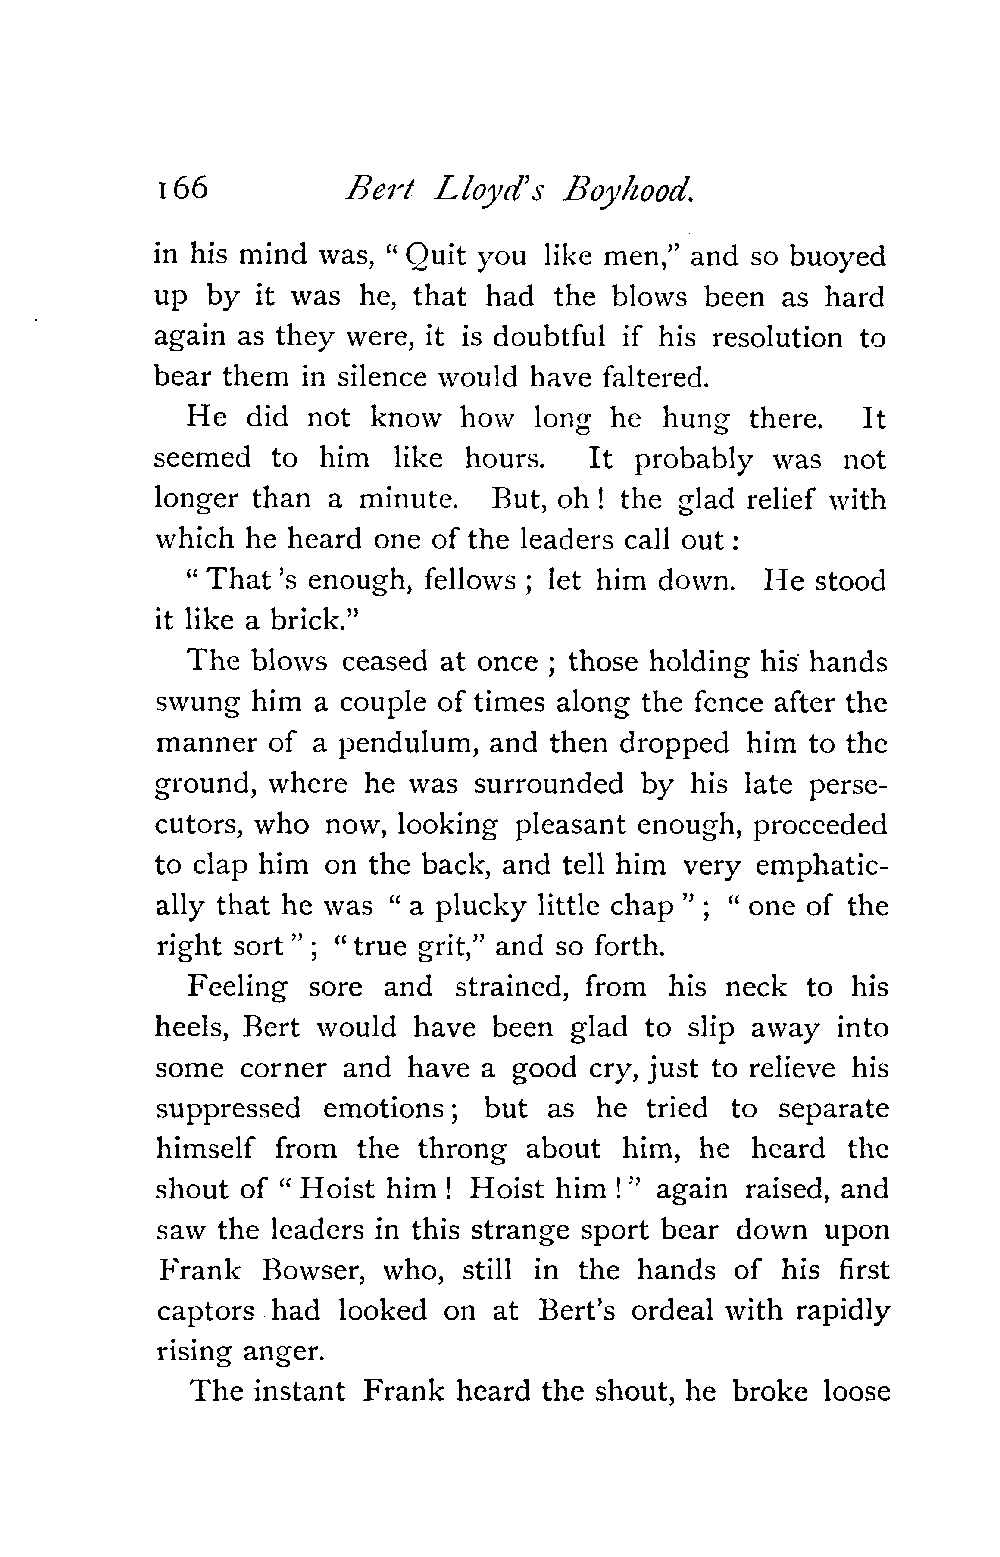 166 Bert Lloyd's Boyhood.
in his mind was, “ Quit you like men,” and so buoyed
up by it was he, that had the blows been as hard
again as they were, it is doubtful if his resolution to
bear them in silence would have faltered.
He did not know how long he hung there. It
seemed to him like hours. It probably was not
longer than a minute. But, oh ! the glad relief with
which he heard one of the leaders call out :
“ That 's enough, fellows ; let him down. He stood
it like a brick.”
The blows ceased at once ; those holding his hands
swung him a couple of times along the fence after the
manner of a pendulum, and then dropped him to the
ground, where he was surrounded by his late perse-
cutors, who now, looking pleasant enough, proceeded
to clap him on the back, and tell him very emphatic-
ally that he was “ a plucky little chap ” ; “ one of the
right sort ” ; “ true grit,” and so forth.
Feeling sore and strained, from his neck to his
heels, Bert would have been glad to slip away into
some corner and have a good cry, just to relieve his
suppressed emotions ; but as he tried to separate
himself from the throng about him, he heard the
shout of “ Hoist him ! Hoist him ! ” again raised, and
saw the leaders in this strange sport bear down upon
Frank Bowser, who, still in the hands of his first
captors had looked on at Bert's ordeal with rapidly
rising anger.
The instant Frank heard the shout, he broke loose